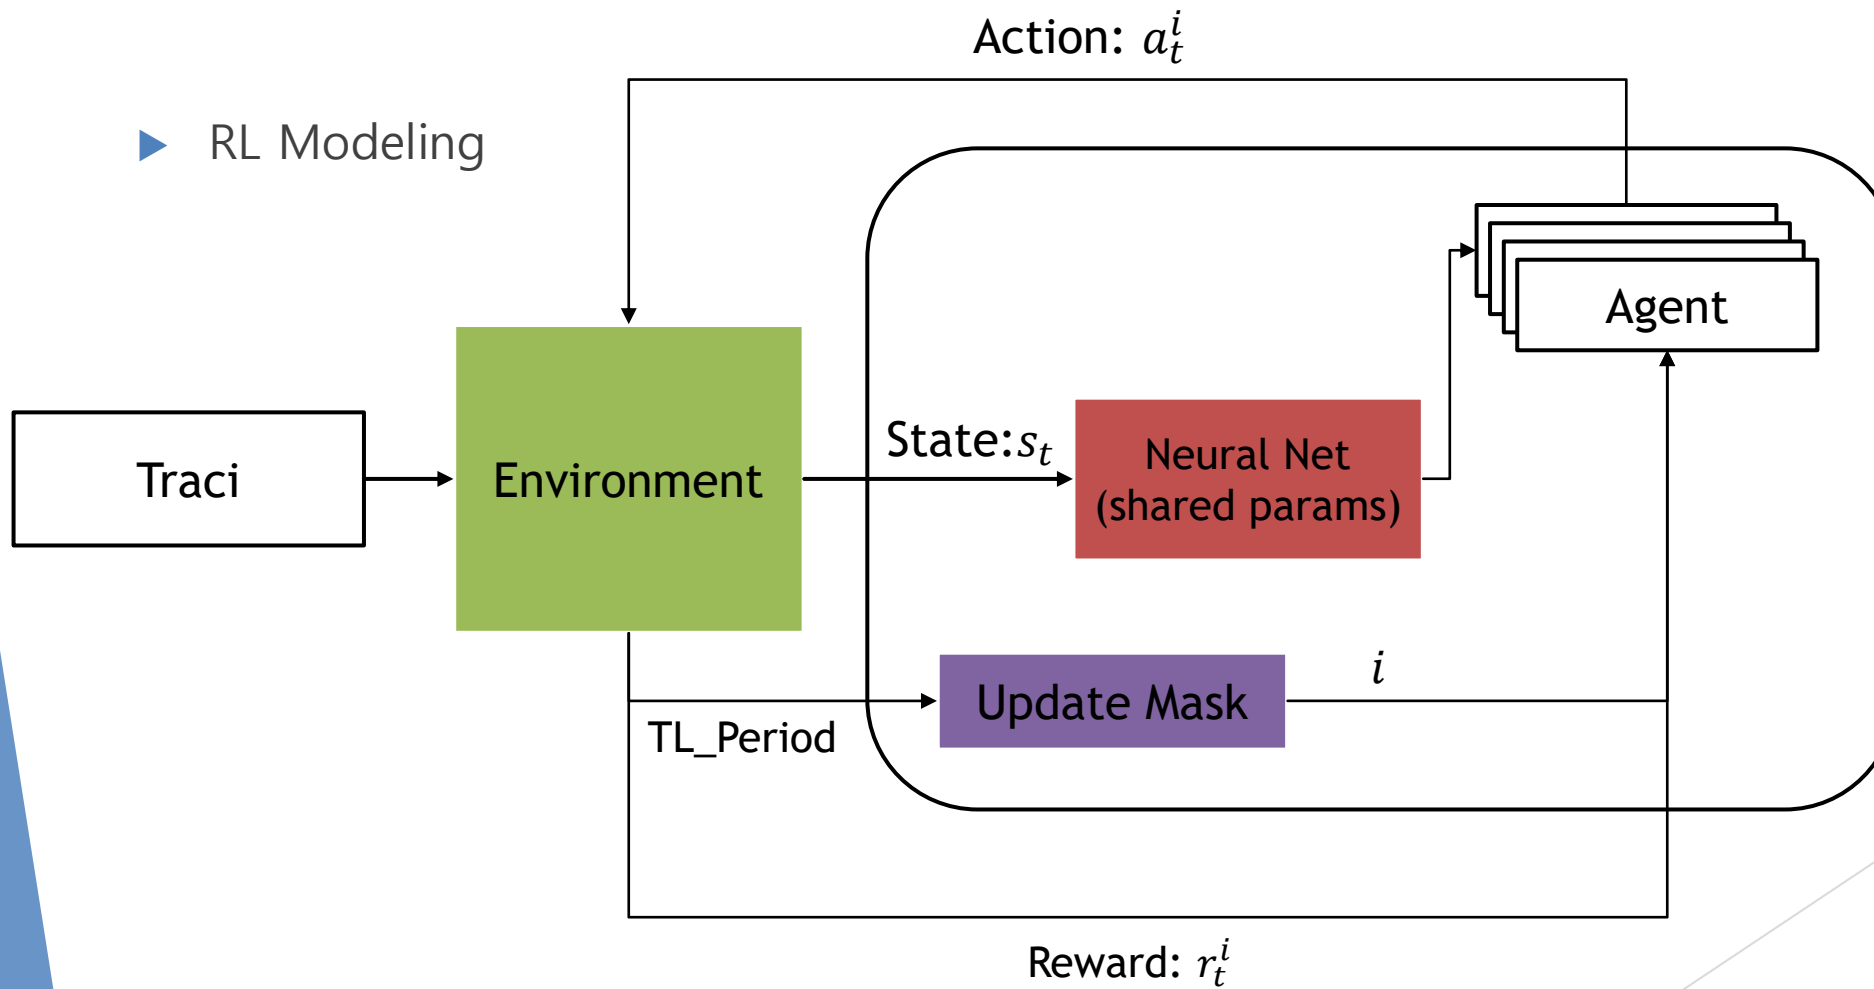 Action: $a_t^i$
RL Modeling
Agent
State: $s_t$
Neural Net
(shared params)
Traci
Environment
$i$
Update Mask
TL_Period
Reward: $r_t^i$